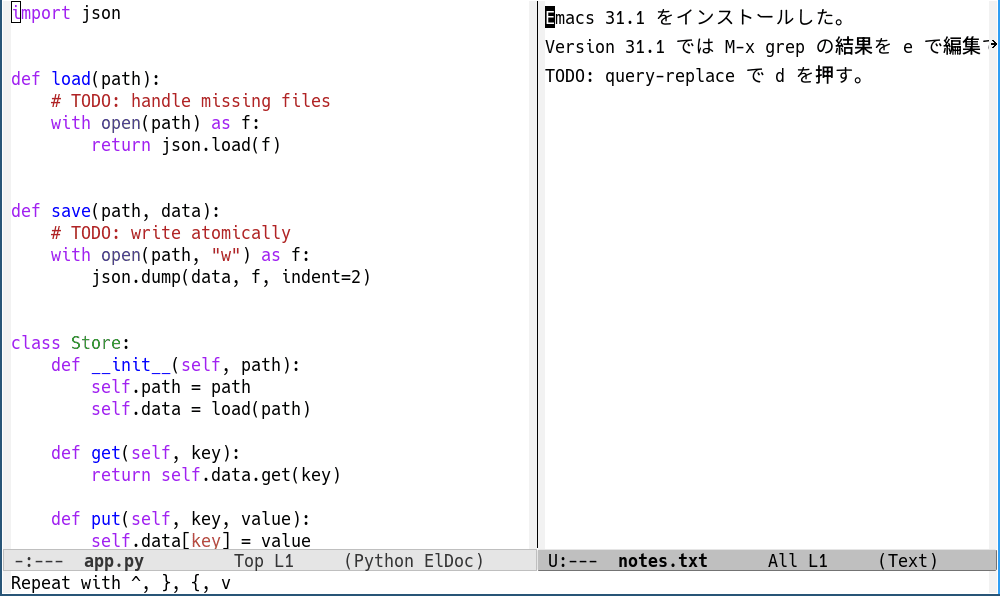 import json
def load(path):
    # TODO: handle missing files
    with open(path) as f:
        return json.load(f)
def save(path, data):
    # TODO: write atomically
    with open(path, "w") as f:
        json.dump(data, f, indent=2)
class Store:
    def __init__(self, path):
        self.path = path
        self.data = load(path)
    def get(self, key):
        return self.data.get(key)
    def put(self, key, value):
        self.data[key] = value
-:---  app.py         Top L1     (Python ElDoc)
Emacs 31.1 をインストールした。
Version 31.1 では M-x grep の結果を e で編集
TODO: query-replace で d を押す。
U:---  notes.txt      All L1     (Text)
Repeat with ^, }, {, v